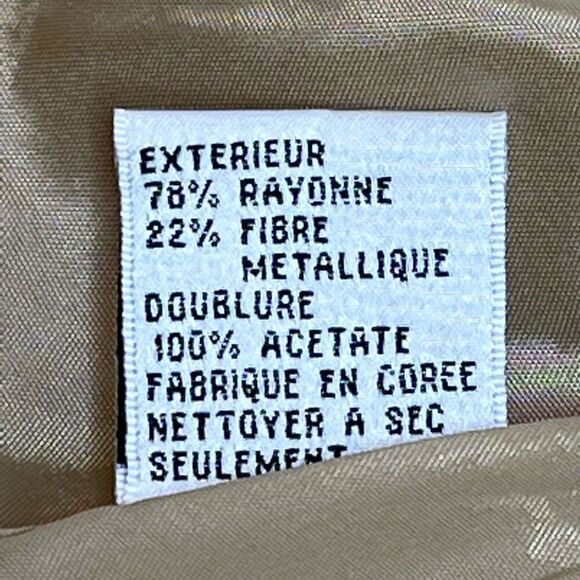 EXTERIEUR
78% RAYONNE
22% FIBRE
METALLIQUE
DOUBLURE
100% ACETATE
FABRIQUE EN COREE
NETTOYER A SEC
SEULEMENT